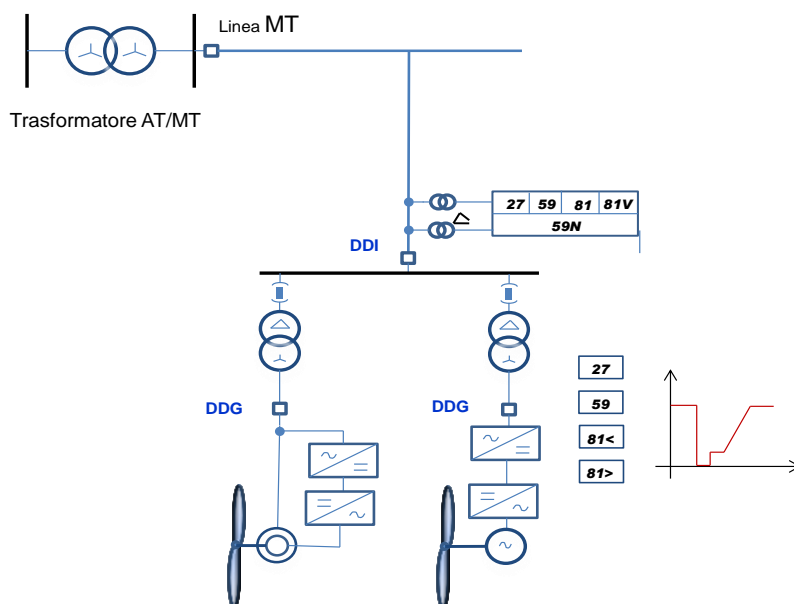 Linea MT
Trasformatore AT/MT
27 59 81 81V
59N
DDI
DDG
DDG
27
59
81<
81>